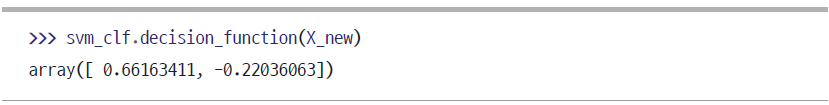 >>> svm_clf.decision_function(X_new)
array([ 0.66163411, -0.22036063])